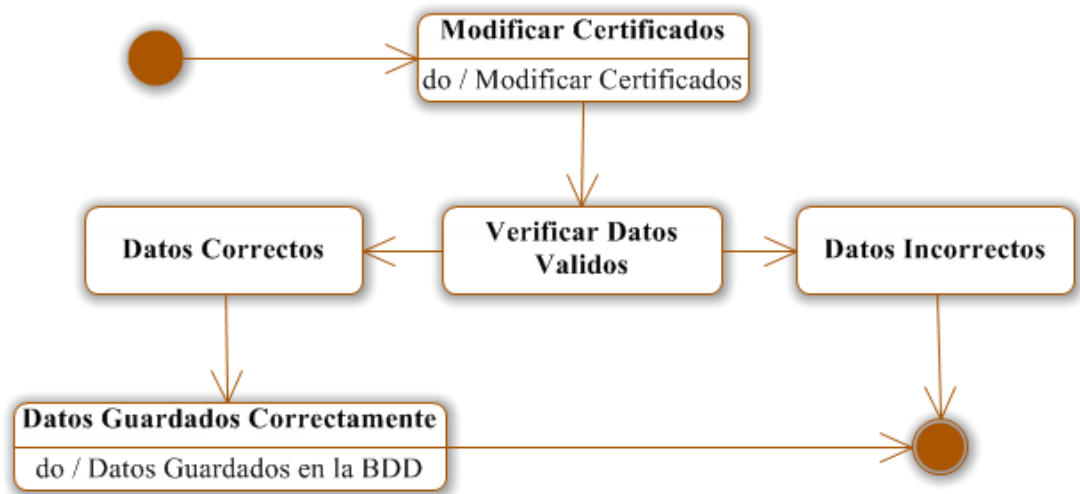 Modificar Certificados
do / Modificar Certificados
Datos Correctos
Verificar Datos
Validos
Datos Incorrectos
Datos Guardados Correctamente
do / Datos Guardados en la BDD